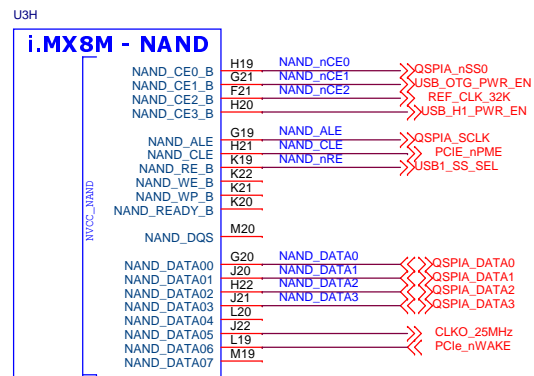 U3H
i.MX8M - NAND
NAND_CE0_B H19 NAND_nCE0 QSPIA_nSS0
NAND_CE1_B G21 NAND_nCE1 USB_OTG_PWR_EN
NAND_CE2_B F21 NAND_nCE2 REF_CLK_32K
NAND_CE3_B H20 USB_H1_PWR_EN
NAND_ALE G19 NAND_ALE QSPIA_SCLK
NAND_CLE H21 NAND_CLE PCIE_nPME
NAND_RE_B K19 NAND_nRE USB1_SS_SEL
NAND_WE_B K22
NAND_WP_B K21
NAND_READY_B K20
NVCC_NAND
NAND_DQS M20
NAND_DATA00 G20 NAND_DATA0 QSPIA_DATA0
NAND_DATA01 J20 NAND_DATA1 QSPIA_DATA1
NAND_DATA02 H22 NAND_DATA2 QSPIA_DATA2
NAND_DATA03 J21 NAND_DATA3 QSPIA_DATA3
NAND_DATA04 L20
NAND_DATA05 J22 CLKO_25MHz
NAND_DATA06 L19 PCIe_nWAKE
NAND_DATA07 M19